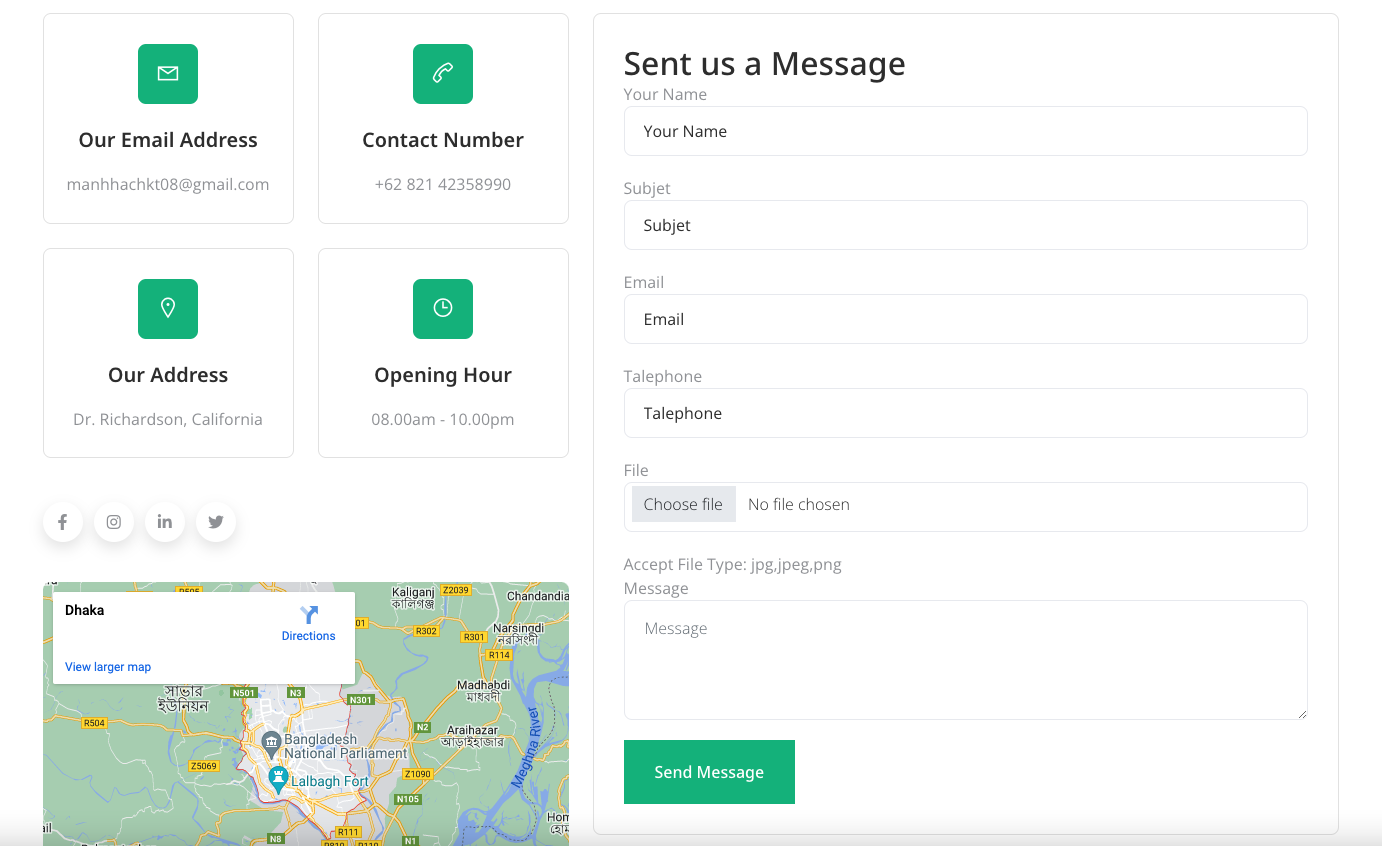 Our Email Address
manhhachkt08@gmail.com
Contact Number
+62 821 42358990
Our Address
Dr. Richardson, California
Opening Hour
08.00am - 10.00pm
Dhaka
Directions
View larger map
R505
Kaliganj
কালিগঞ্জ
Z2039
Chandania
R302
R301
Narsingdi
নরসিংদী
R114
সাভার
ইউনিয়ন
N501
N3
N301
Madhabdi
মাধবদী
R504
N2
Araihazar
আড়াইহাজার
Bangladesh
National Parliament
Z5069
Lalbagh Fort
Z1090
Meghna River
N105
R111
N8
N1
Sent us a Message
Your Name
Your Name
Subjet
Subjet
Email
Email
Talephone
Talephone
File
Choose file
No file chosen
Accept File Type: jpg,jpeg,png
Message
Message
Send Message